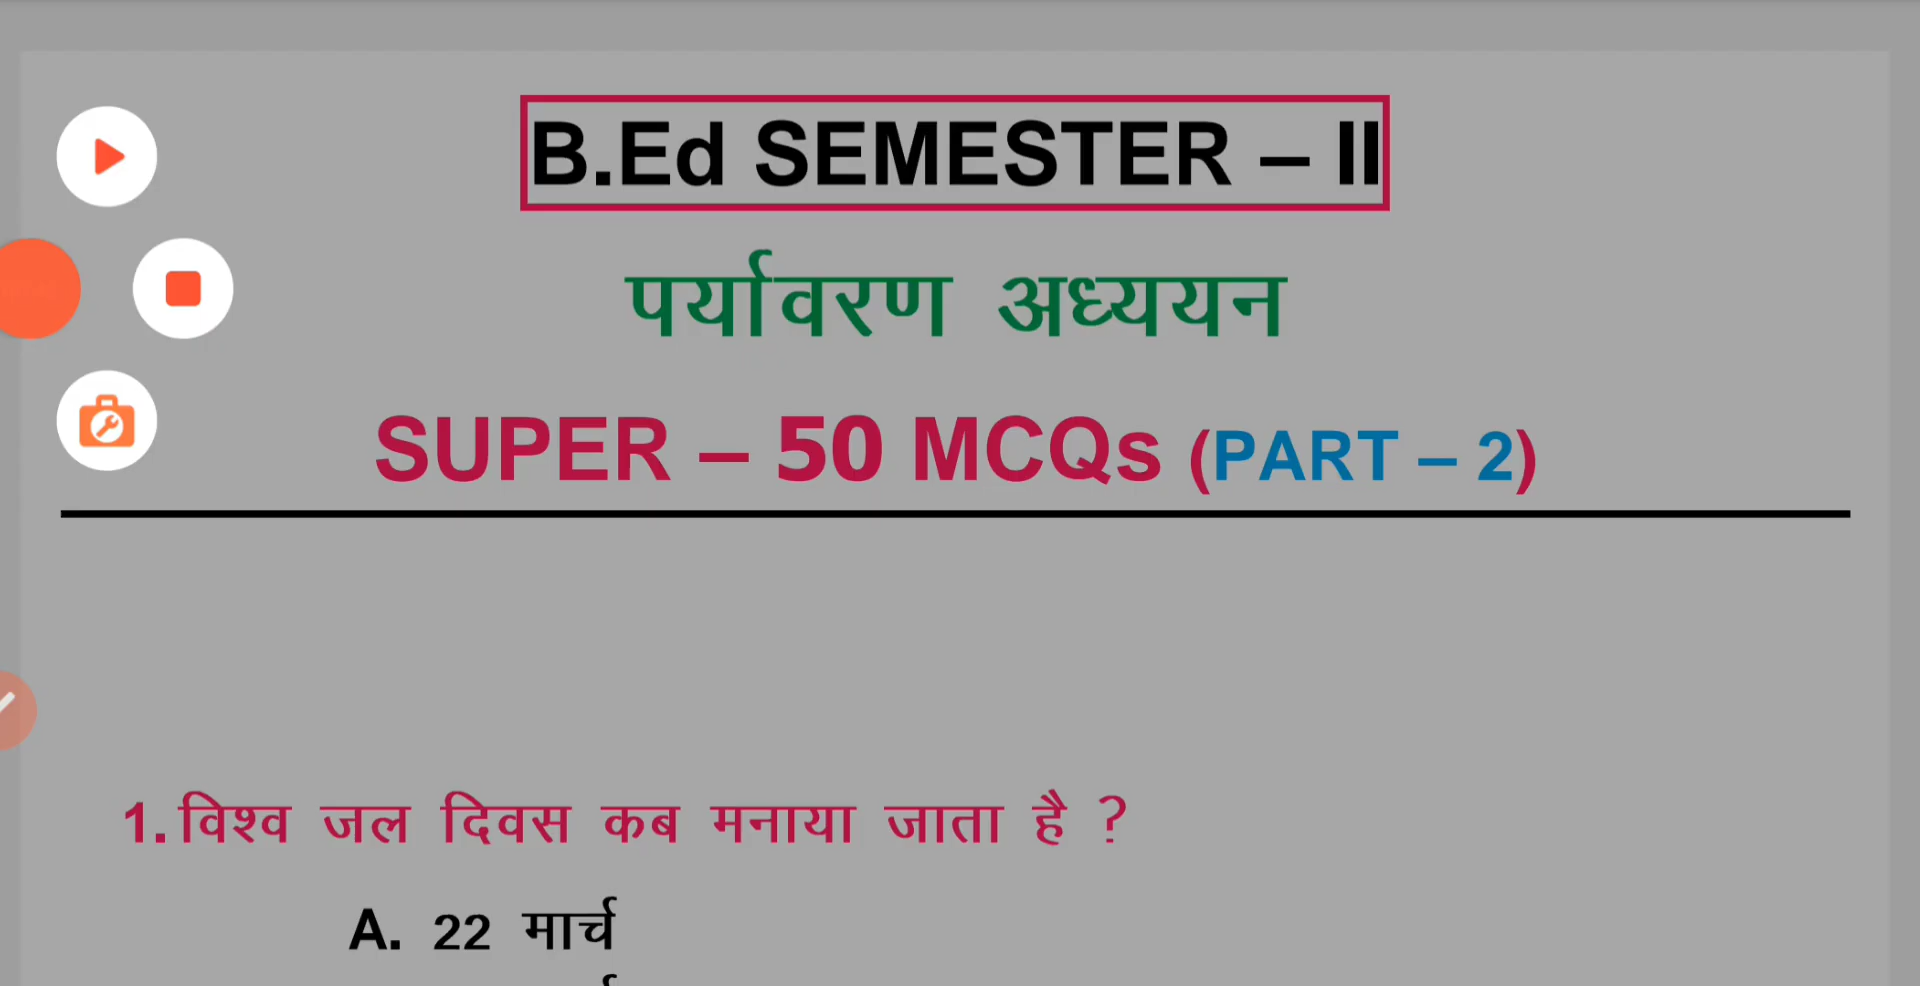 B.Ed SEMESTER – II
पर्यावरण अध्ययन
SUPER – 50 MCQs (PART – 2)
1. विश्व जल दिवस कब मनाया जाता है ?
A. 22 मार्च